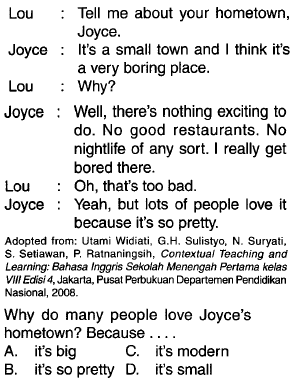 Lou : Tell me about your hometown,
Joyce.
Joyce : It's a small town and I think it's
a very boring place.
Lou : Why?
Joyce : Well, there's nothing exciting to
do. No good restaurants. No
nightlife of any sort. I really get
bored there.
Lou : Oh, that's too bad.
Joyce : Yeah, but lots of people love it
because it's so pretty.
Adopted from: Utami Widiati, G.H. Sulistyo, N. Suryati,
S. Setiawan, P. Ratnaningsih, Contextual Teaching and
Learning: Bahasa Inggris Sekolah Menengah Pertama kelas
VIII Edisi 4, Jakarta, Pusat Perbukuan Departemen Pendidikan
Nasional, 2008.
Why do many people love Joyce's
hometown? Because . . . .
A. it's big C. it's modern
B. it's so pretty D. it's small